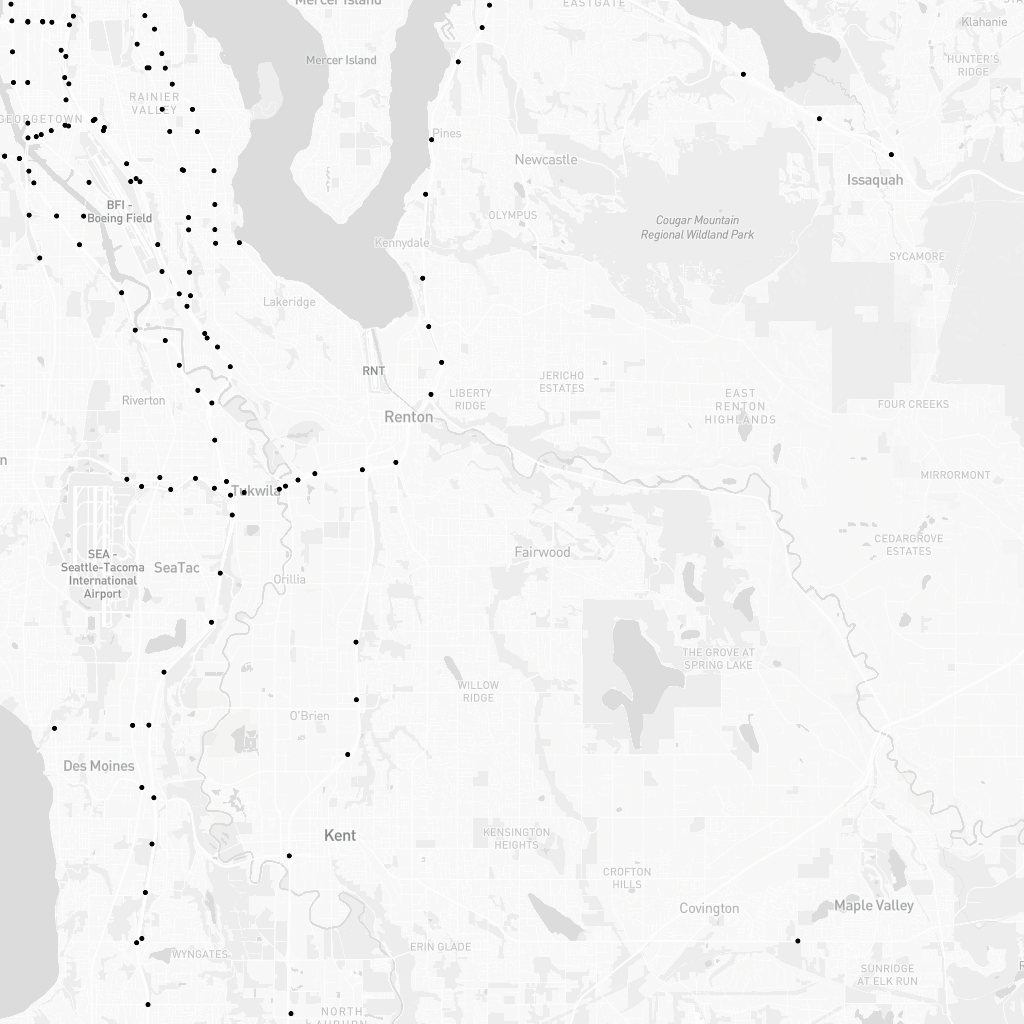 Mercer Island
EASTGATE
Klahanie
Mercer Island
HUNTER'S
RIDGE
RAINIER
VALLEY
GEORGETOWN
Pines
Newcastle
Issaquah
BFI -
Boeing Field
OLYMPUS
Cougar Mountain
Regional Wildland Park
Kennydale
SYCAMORE
Lakeridge
RNT
JERICHO
ESTATES
Riverton
LIBERTY
RIDGE
EAST
RENTON
HIGHLANDS
FOUR CREEKS
Renton
n
MIRRORMONT
Tukwila
CEDARGROVE
ESTATES
SEA -
Seattle-Tacoma
International
Airport
SeaTac
Fairwood
Orillia
THE GROVE AT
SPRING LAKE
WILLOW
RIDGE
O'Brien
Des Moines
Kent
KENSINGTON
HEIGHTS
CROFTON
HILLS
Covington
Maple Valley
ERIN GLADE
WYNGATES
SUNRIDGE
AT ELK RUN
NORTH
AUBURN